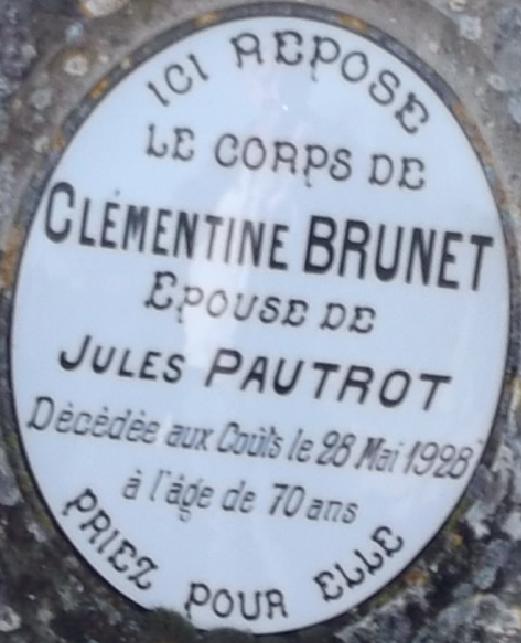 ICI REPOSE
LE CORPS DE
CLÉMENTINE BRUNET
EPOUSE DE
JULES PAUTROT
Décédée aux Coûts le 28 Mai 1928
à l'âge de 70 ans
PRIEZ POUR ELLE